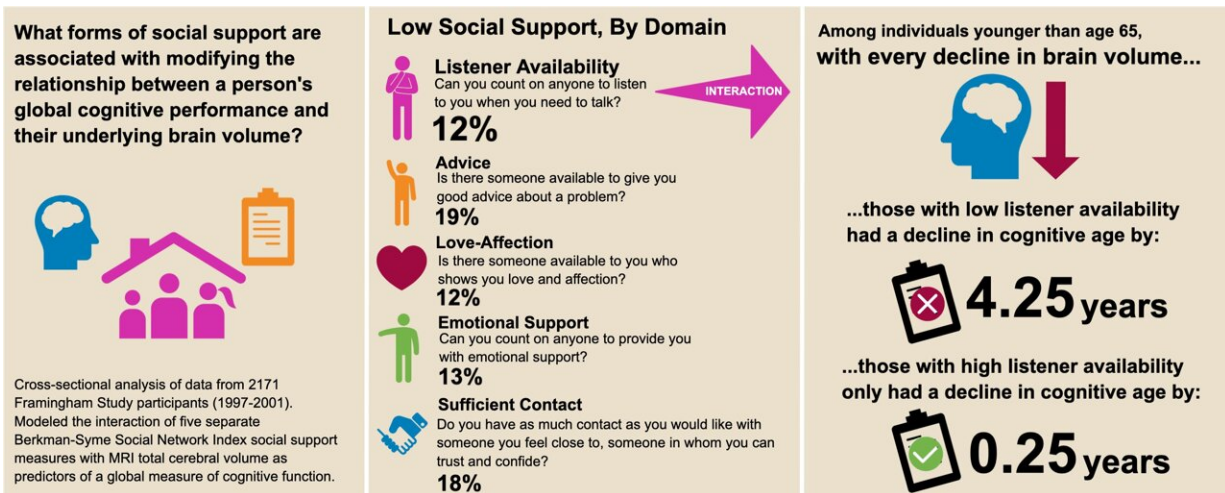 What forms of social support are
associated with modifying the
relationship between a person's
global cognitive performance and
their underlying brain volume?
Cross-sectional analysis of data from 2171
Framingham Study participants (1997-2001).
Modeled the interaction of five separate
Berkman-Syme Social Network Index social support
measures with MRI total cerebral volume as
predictors of a global measure of cognitive function.
Low Social Support, By Domain
Listener Availability
Can you count on anyone to listen
to you when you need to talk?
12%
INTERACTION
Advice
Is there someone available to give you
good advice about a problem?
19%
Love-Affection
Is there someone available to you who
shows you love and affection?
12%
Emotional Support
Can you count on anyone to provide you
with emotional support?
13%
Sufficient Contact
Do you have as much contact as you would like with
someone you feel close to, someone in whom you can
trust and confide?
18%
Among individuals younger than age 65,
with every decline in brain volume...
...those with low listener availability
had a decline in cognitive age by:
4.25 years
...those with high listener availability
only had a decline in cognitive age by:
0.25 years